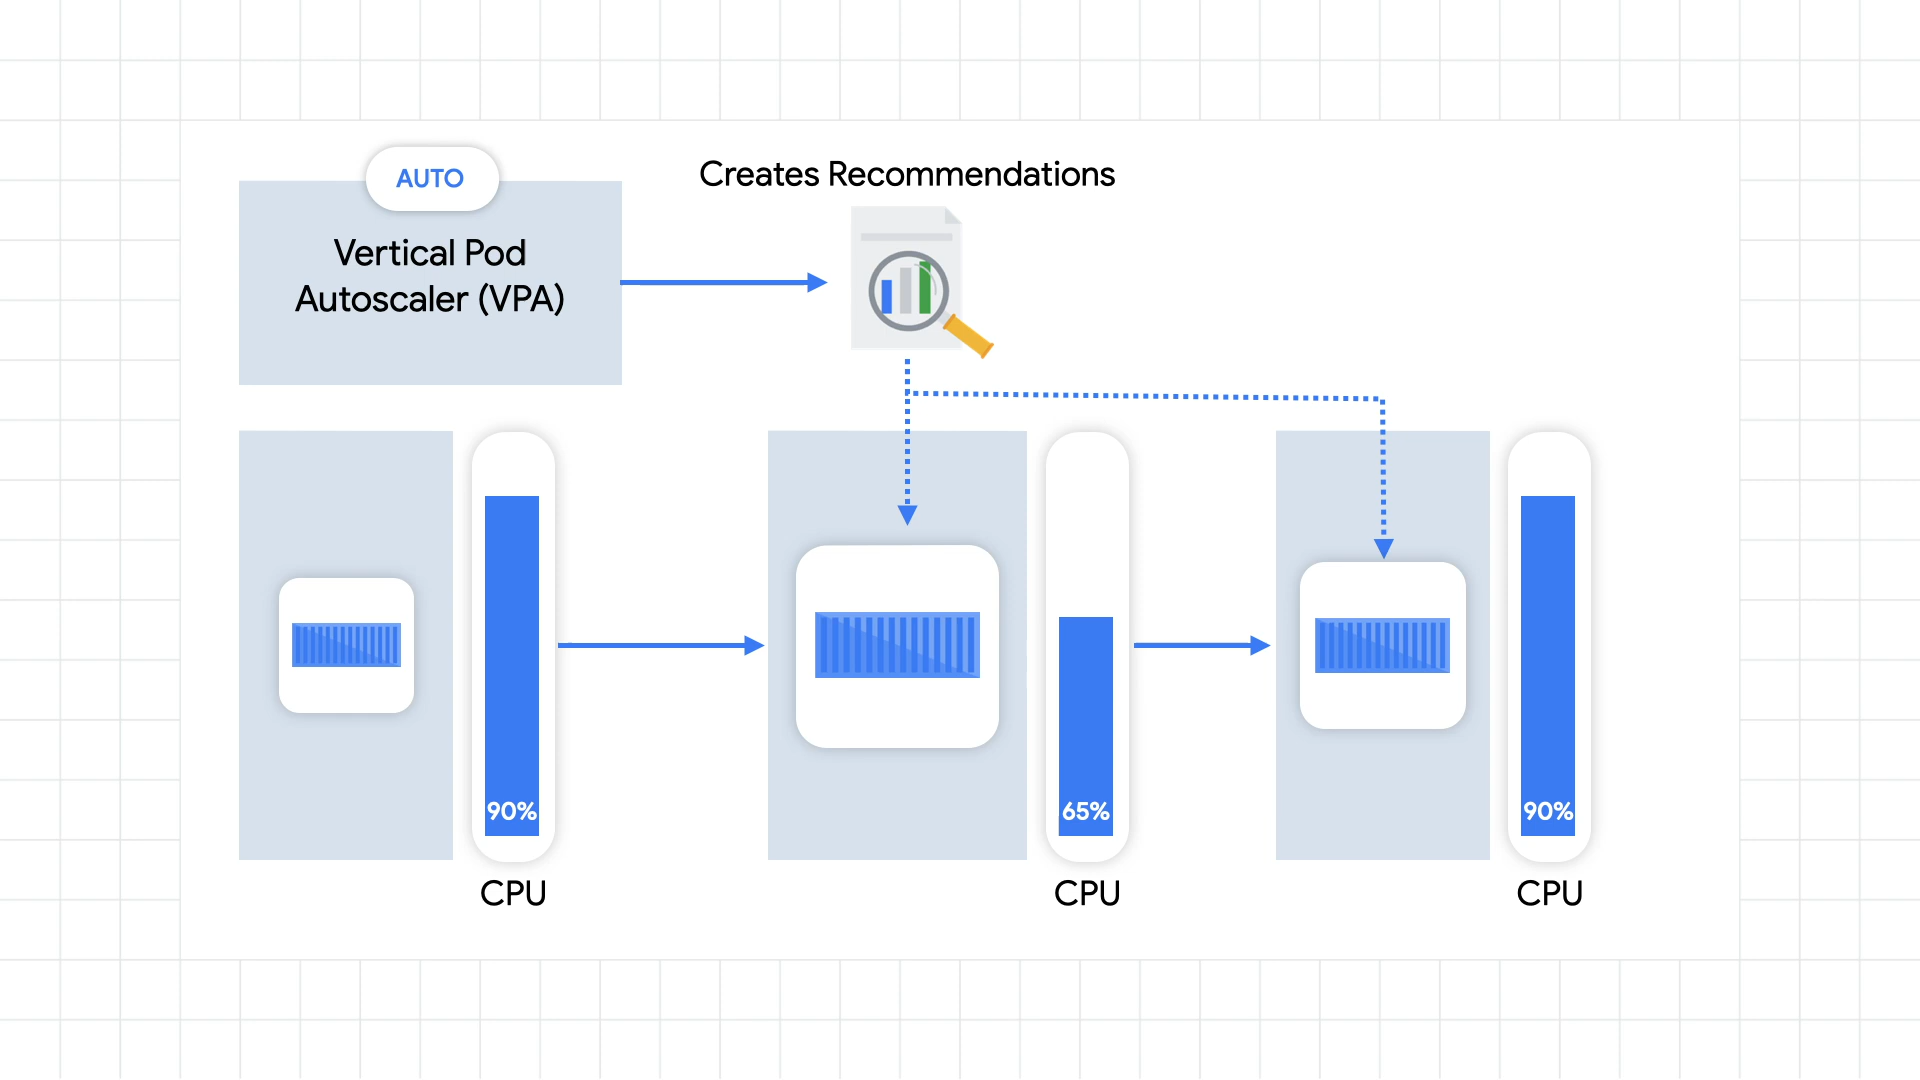 AUTO
Vertical Pod
Autoscaler (VPA)
Creates Recommendations
90%
CPU
65%
CPU
90%
CPU